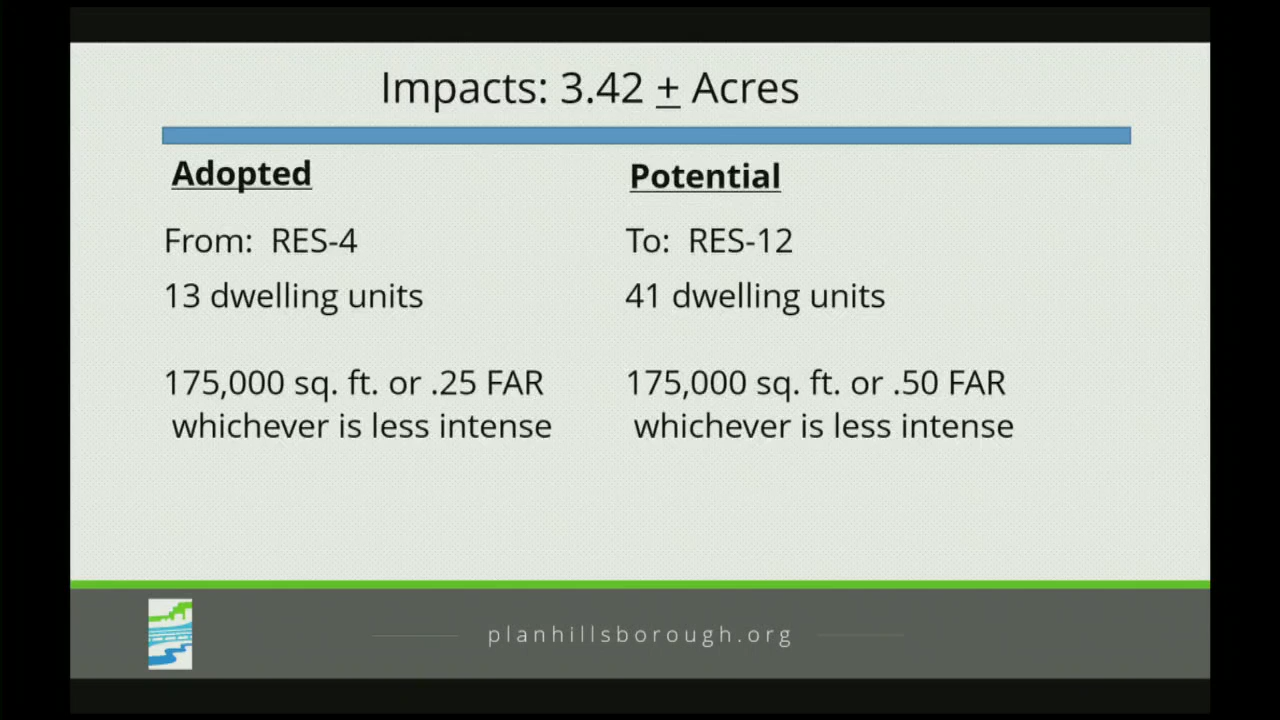 Impacts: 3.42 ± Acres
Adopted
From: RES-4
13 dwelling units
175,000 sq. ft. or .25 FAR
whichever is less intense
Potential
To: RES-12
41 dwelling units
175,000 sq. ft. or .50 FAR
whichever is less intense
planhillsborough.org